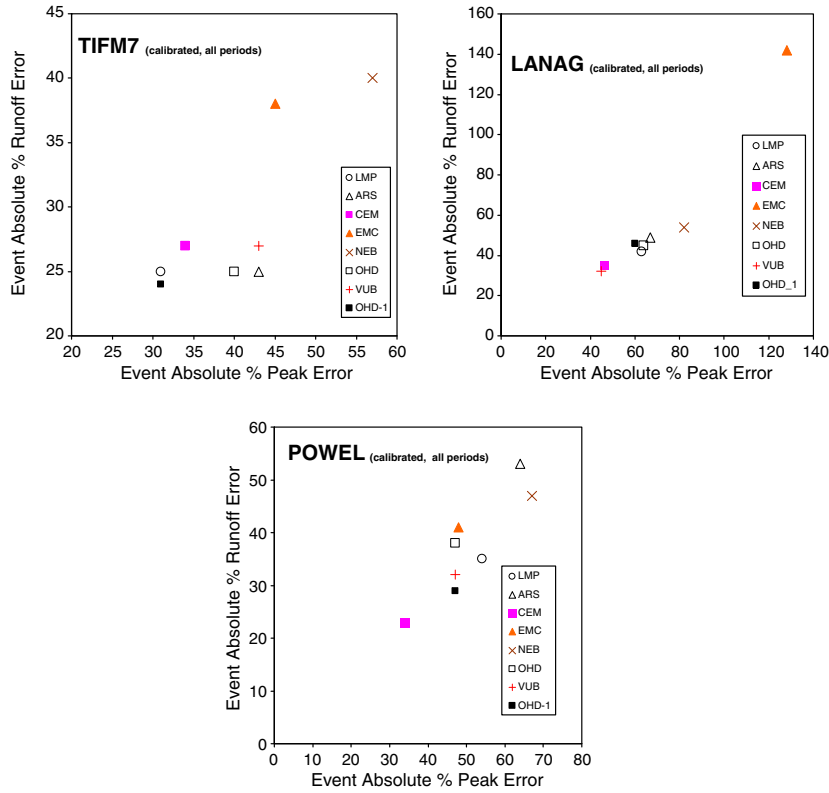 TIFM7 (calibrated, all periods)
Event Absolute % Runoff Error
40
35
30
25
20
20 25 30 35 40 45 50 55 60
Event Absolute % Peak Error
LMP
ARS
CEM
EMC
NEB
OHD
VUB
OHD-1
LANAG (calibrated, all periods)
Event Absolute % Runoff Error
160
140
120
100
80
60
40
20
0
0 20 40 60 80 100 120 140
Event Absolute % Peak Error
LMP
ARS
CEM
EMC
NEB
OHD
VUB
OHD_1
POWEL (calibrated, all periods)
Event Absolute % Runoff Error
60
50
40
30
20
10
0
0 10 20 30 40 50 60 70 80
Event Absolute % Peak Error
LMP
ARS
CEM
EMC
NEB
OHD
VUB
OHD-1